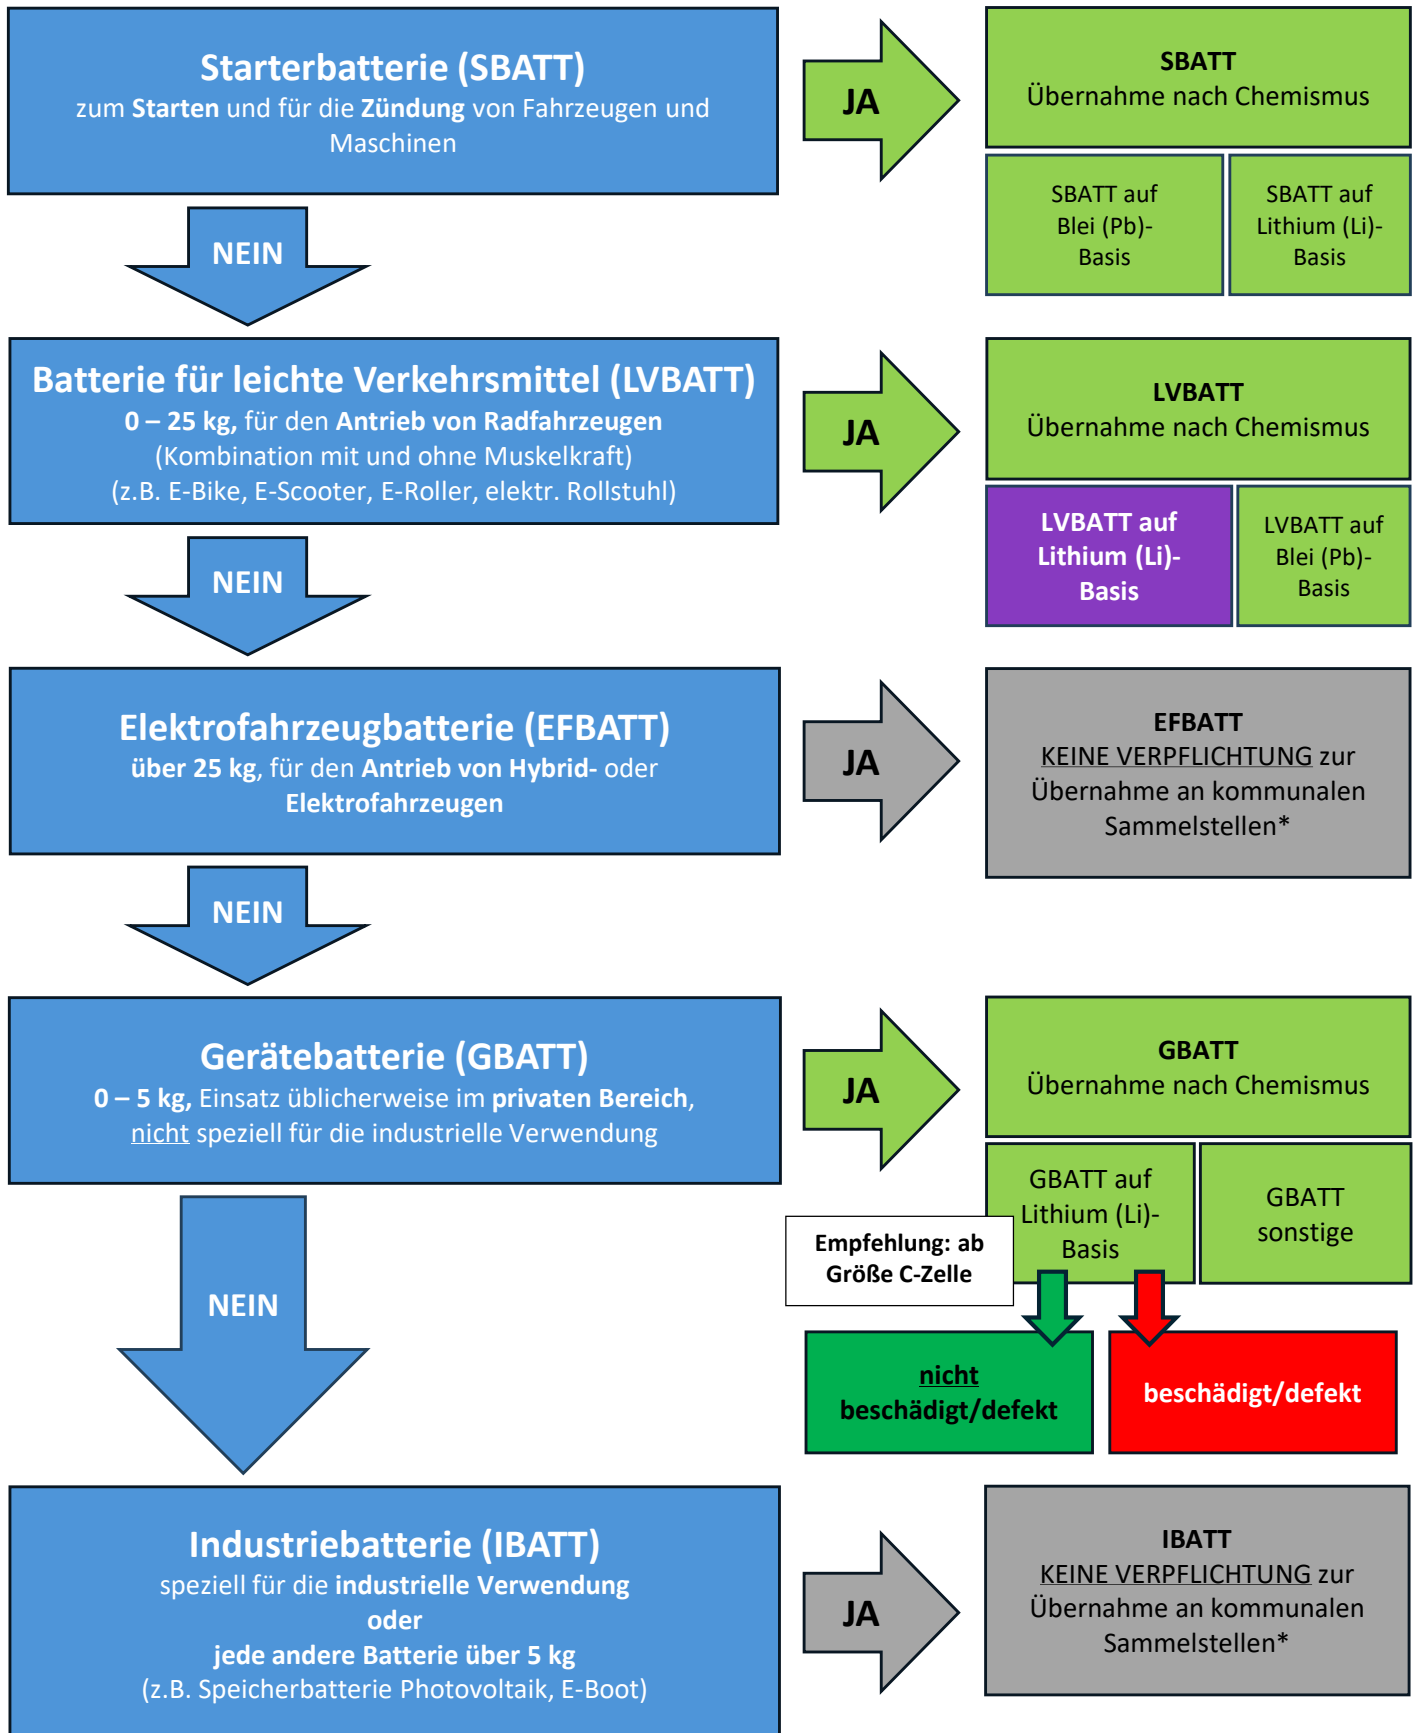 Starterbatterie (SBATT)
zum Starten und für die Zündung von Fahrzeugen und
Maschinen
JA
SBATT
Übernahme nach Chemismus
SBATT auf
Blei (Pb)-
Basis
SBATT auf
Lithium (Li)-
Basis
NEIN
Batterie für leichte Verkehrsmittel (LVBATT)
0 – 25 kg, für den Antrieb von Radfahrzeugen
(Kombination mit und ohne Muskelkraft)
(z.B. E-Bike, E-Scooter, E-Roller, elektr. Rollstuhl)
JA
LVBATT
Übernahme nach Chemismus
LVBATT auf
Lithium (Li)-
Basis
LVBATT auf
Blei (Pb)-
Basis
NEIN
Elektrofahrzeugbatterie (EFBATT)
über 25 kg, für den Antrieb von Hybrid- oder
Elektrofahrzeugen
JA
EFBATT
KEINE VERPFLICHTUNG zur
Übernahme an kommunalen
Sammelstellen*
NEIN
Gerätebatterie (GBATT)
0 – 5 kg, Einsatz üblicherweise im privaten Bereich,
nicht speziell für die industrielle Verwendung
JA
GBATT
Übernahme nach Chemismus
GBATT auf
Lithium (Li)-
Basis
GBATT
sonstige
Empfehlung: ab
Größe C-Zelle
nicht
beschädigt/defekt
beschädigt/defekt
NEIN
Industriebatterie (IBATT)
speziell für die industrielle Verwendung
oder
jede andere Batterie über 5 kg
(z.B. Speicherbatterie Photovoltaik, E-Boot)
JA
IBATT
KEINE VERPFLICHTUNG zur
Übernahme an kommunalen
Sammelstellen*